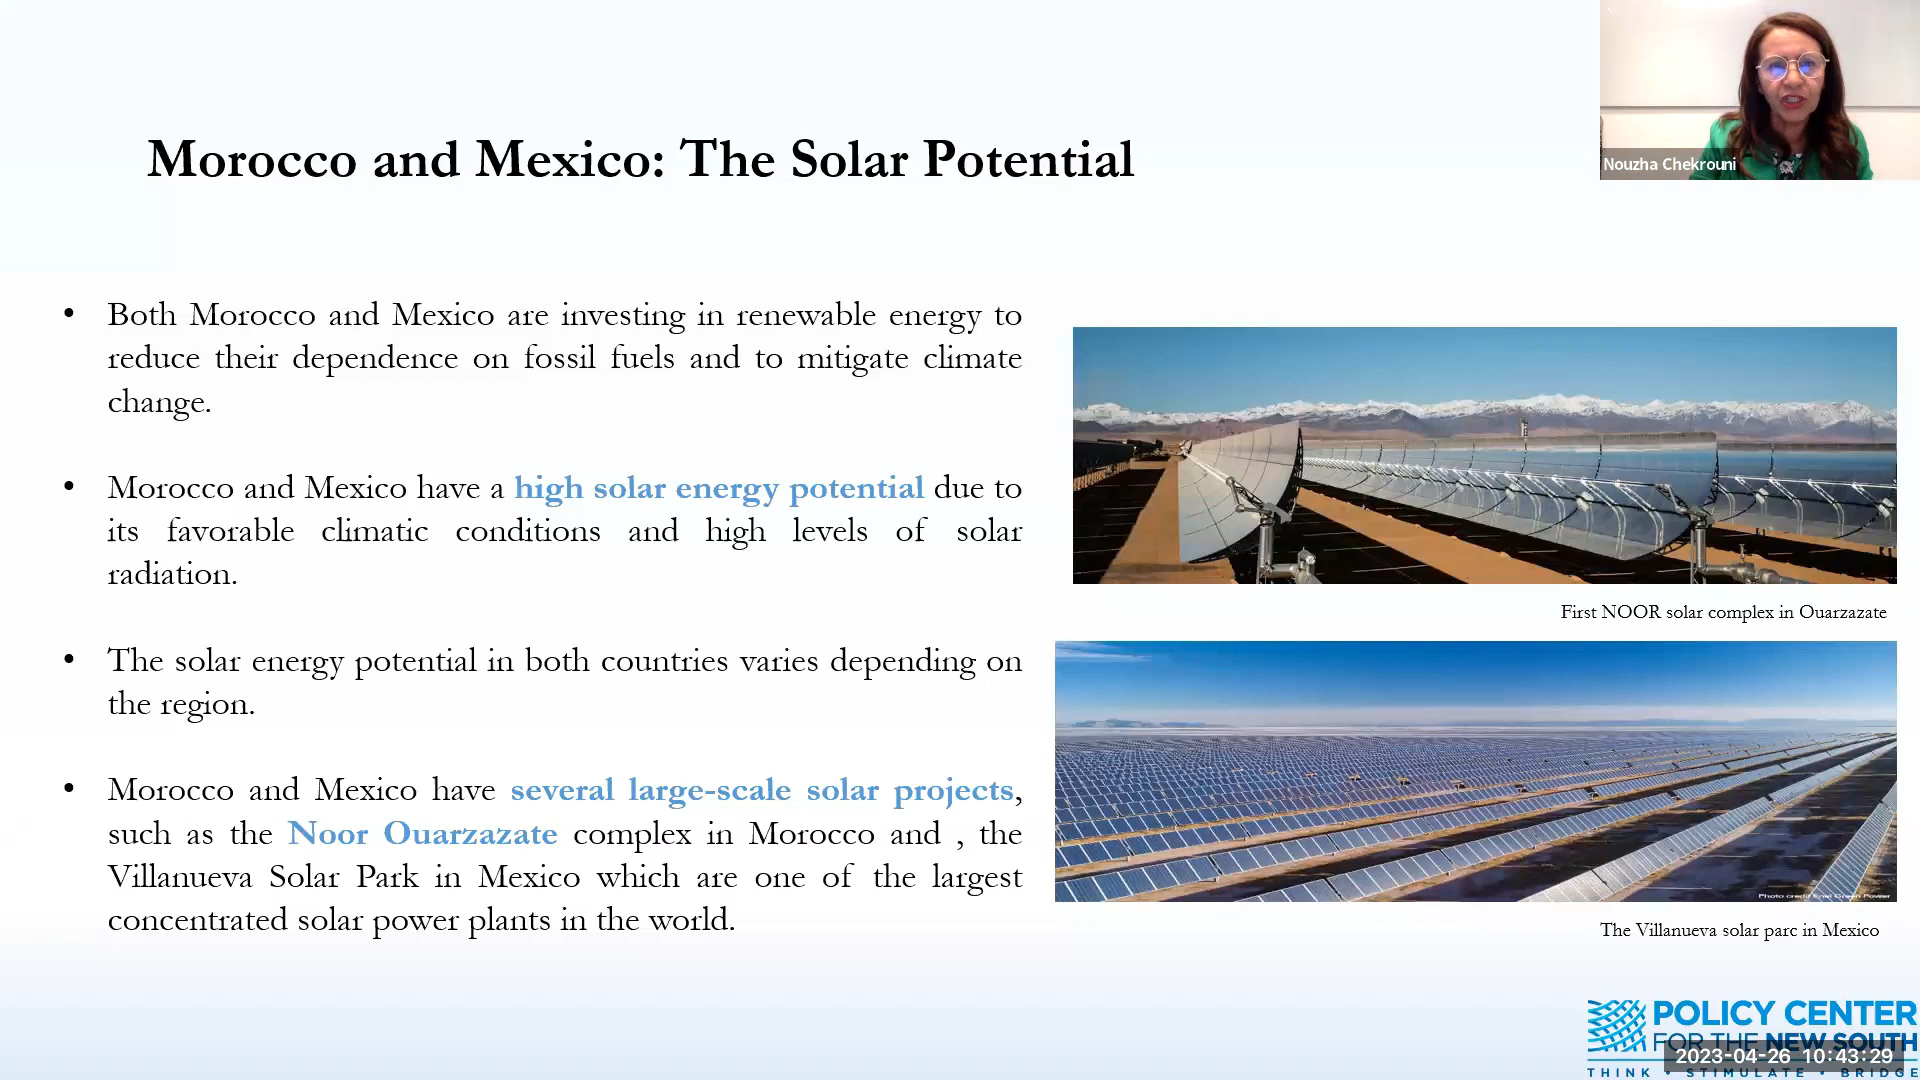 Nouzha Chekrouni
Morocco and Mexico: The Solar Potential
• Both Morocco and Mexico are investing in renewable energy to
reduce their dependence on fossil fuels and to mitigate climate
change.
• Morocco and Mexico have a high solar energy potential due to
its favorable climatic conditions and high levels of solar
radiation.
• The solar energy potential in both countries varies depending on
the region.
• Morocco and Mexico have several large-scale solar projects,
such as the Noor Ouarzazate complex in Morocco and , the
Villanueva Solar Park in Mexico which are one of the largest
concentrated solar power plants in the world.
First NOOR solar complex in Ouarzazate
Photo credit Enel Green Power
The Villanueva solar parc in Mexico
POLICY CENTER
FOR THE NEW SOUTH
2023-04-26 10:43:29
THINK • STIMULATE • BRIDGE